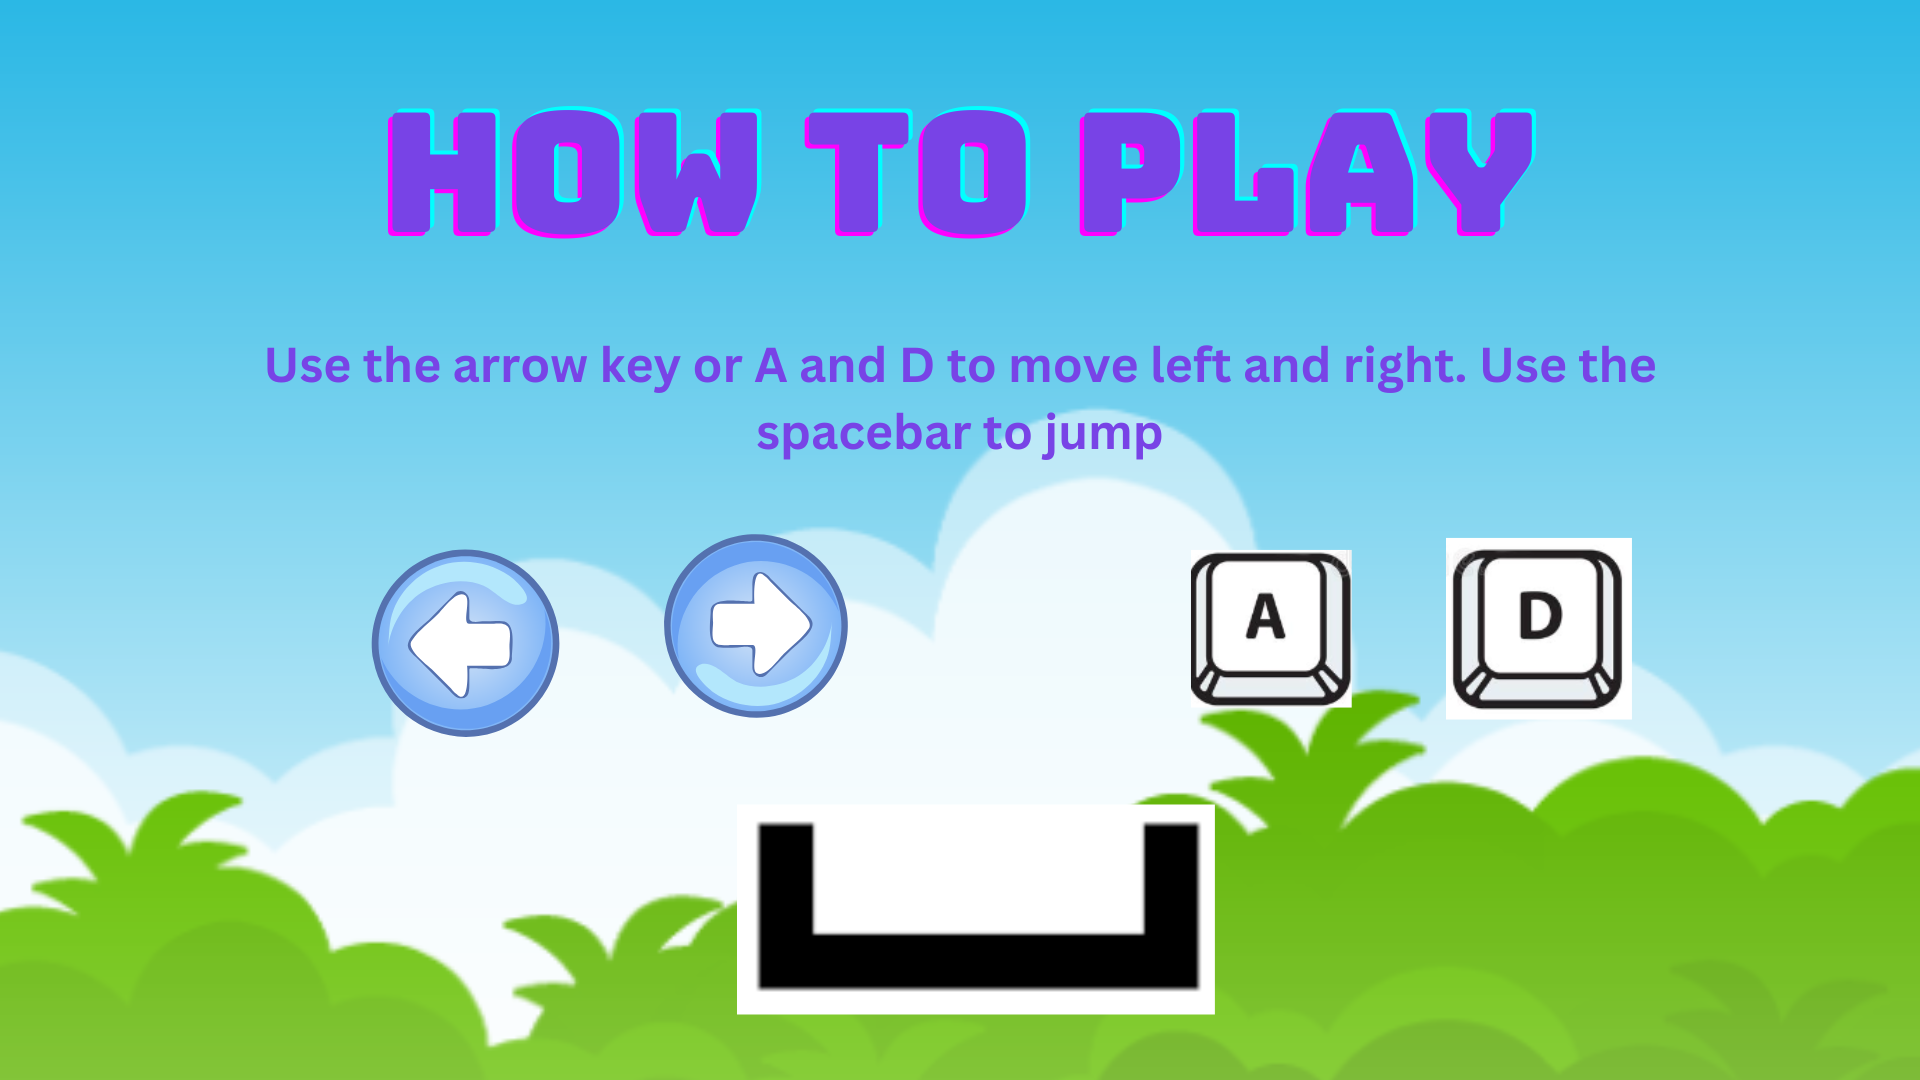 HOW TO PLAY
Use the arrow key or A and D to move left and right. Use the
spacebar to jump
A
D